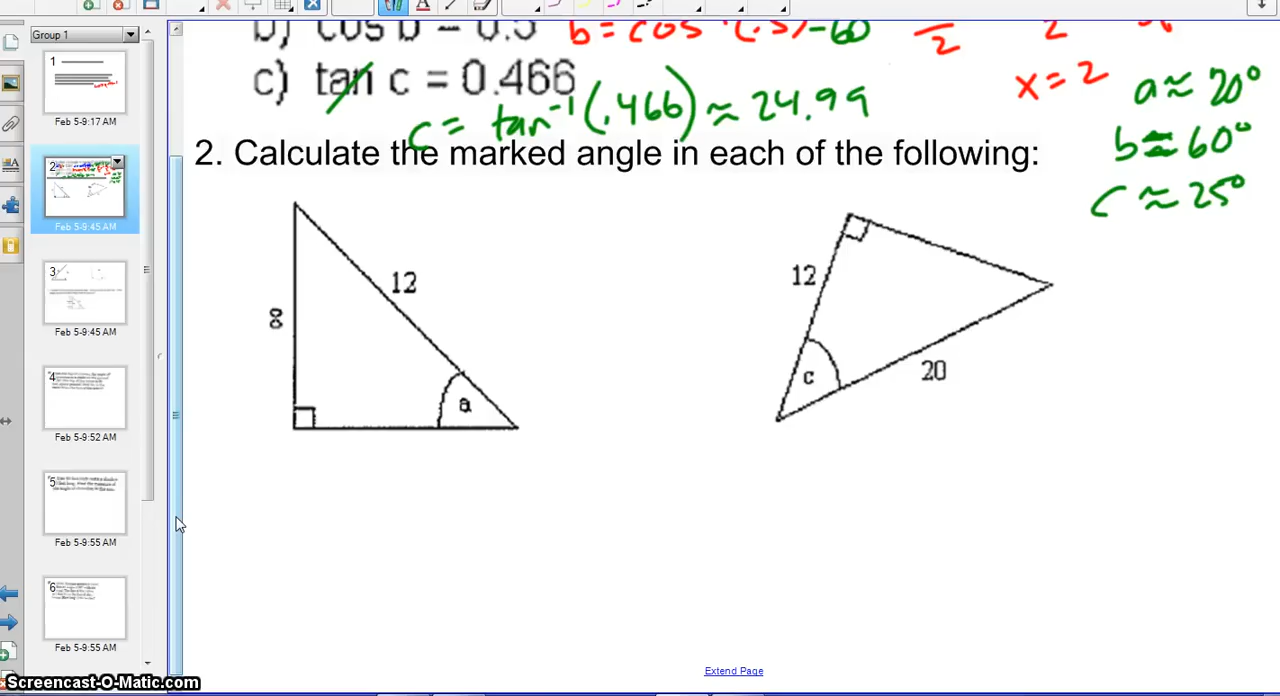 Group 1
1
Feb 5-9:17 AM
2
Feb 5-9:45 AM
3
Feb 5-9:45 AM
4
Feb 5-9:52 AM
5
Feb 5-9:55 AM
6
Feb 5-9:55 AM
b) cos b = 0.5 b = cos⁻¹(.5) = 60
c) tan c = 0.466
c = tan⁻¹(.466) ≈ 24.99
x = 2
a ≈ 20°
b = 60°
c ≈ 25°
2. Calculate the marked angle in each of the following:
12
8
a
12
c
20
Extend Page
Screencast-O-Matic.com